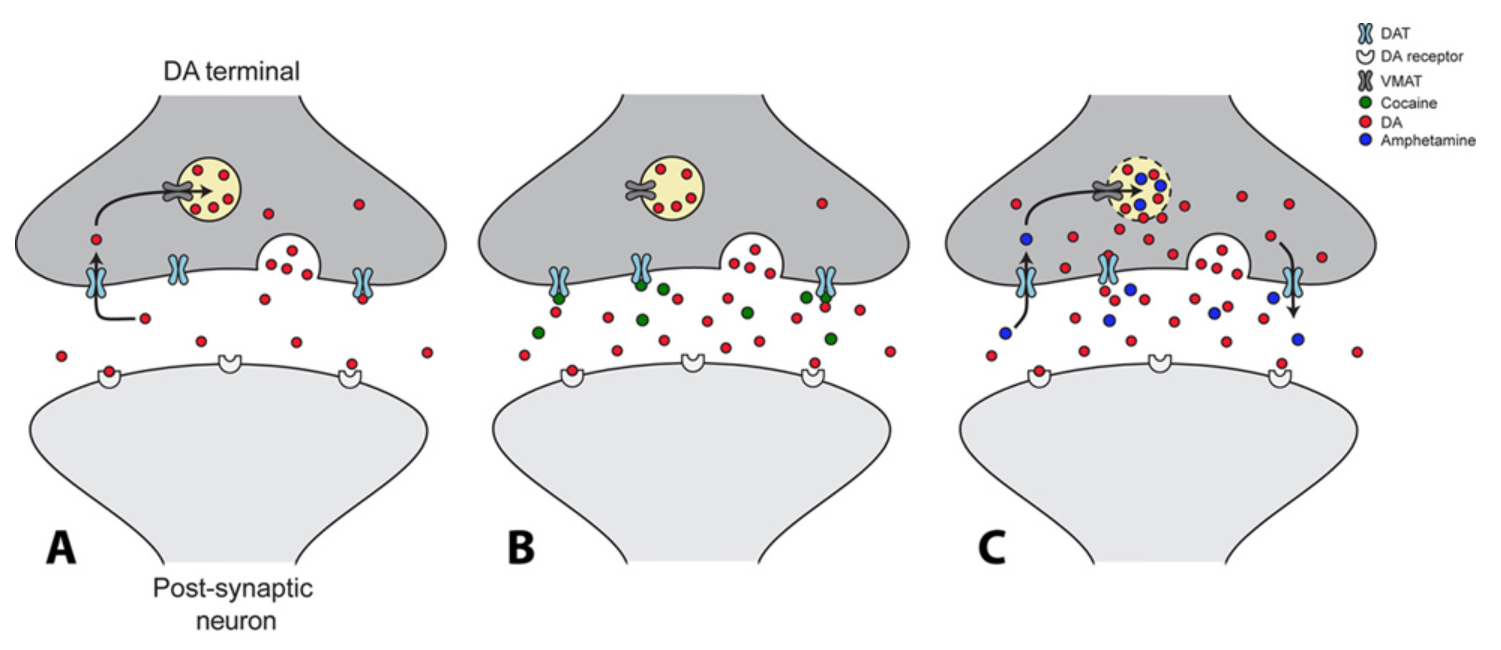 DA terminal
DAT
DA receptor
VMAT
Cocaine
DA
Amphetamine
A
B
C
Post-synaptic
neuron